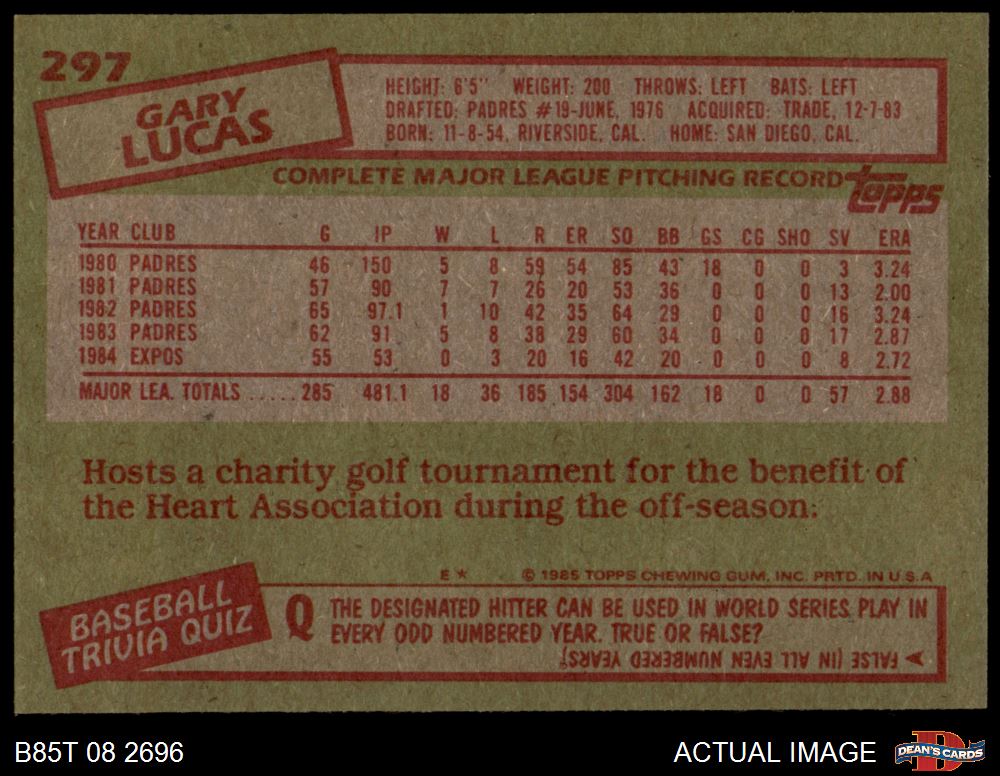 297
GARY
LUCAS
HEIGHT: 6'5" WEIGHT: 200 THROWS: LEFT BATS: LEFT
DRAFTED: PADRES #19-JUNE, 1976 ACQUIRED: TRADE, 12-7-83
BORN: 11-8-54, RIVERSIDE, CAL. HOME: SAN DIEGO, CAL.
COMPLETE MAJOR LEAGUE PITCHING RECORD topps
YEAR CLUB G IP W L R ER SO BB GS CG SHO SV ERA
1980 PADRES 46 150 5 8 59 54 85 43 18 0 0 3 3.24
1981 PADRES 57 90 7 7 26 20 53 36 0 0 0 13 2.00
1982 PADRES 65 97.1 1 10 42 35 64 29 0 0 0 16 3.24
1983 PADRES 62 91 5 8 38 29 60 34 0 0 0 17 2.87
1984 EXPOS 55 53 0 3 20 16 42 20 0 0 0 8 2.72
MAJOR LEA. TOTALS ..... 285 481.1 18 36 185 154 304 162 18 0 0 57 2.88
Hosts a charity golf tournament for the benefit of
the Heart Association during the off-season.
E* © 1985 TOPPS CHEWING GUM, INC. PRTD. IN U.S.A
BASEBALL
TRIVIA QUIZ
Q THE DESIGNATED HITTER CAN BE USED IN WORLD SERIES PLAY IN
EVERY ODD NUMBERED YEAR. TRUE OR FALSE?
FALSE (IN ALL EVEN NUMBERED YEARS)
B85T 08 2696
ACTUAL IMAGE
DEAN'S CARDS